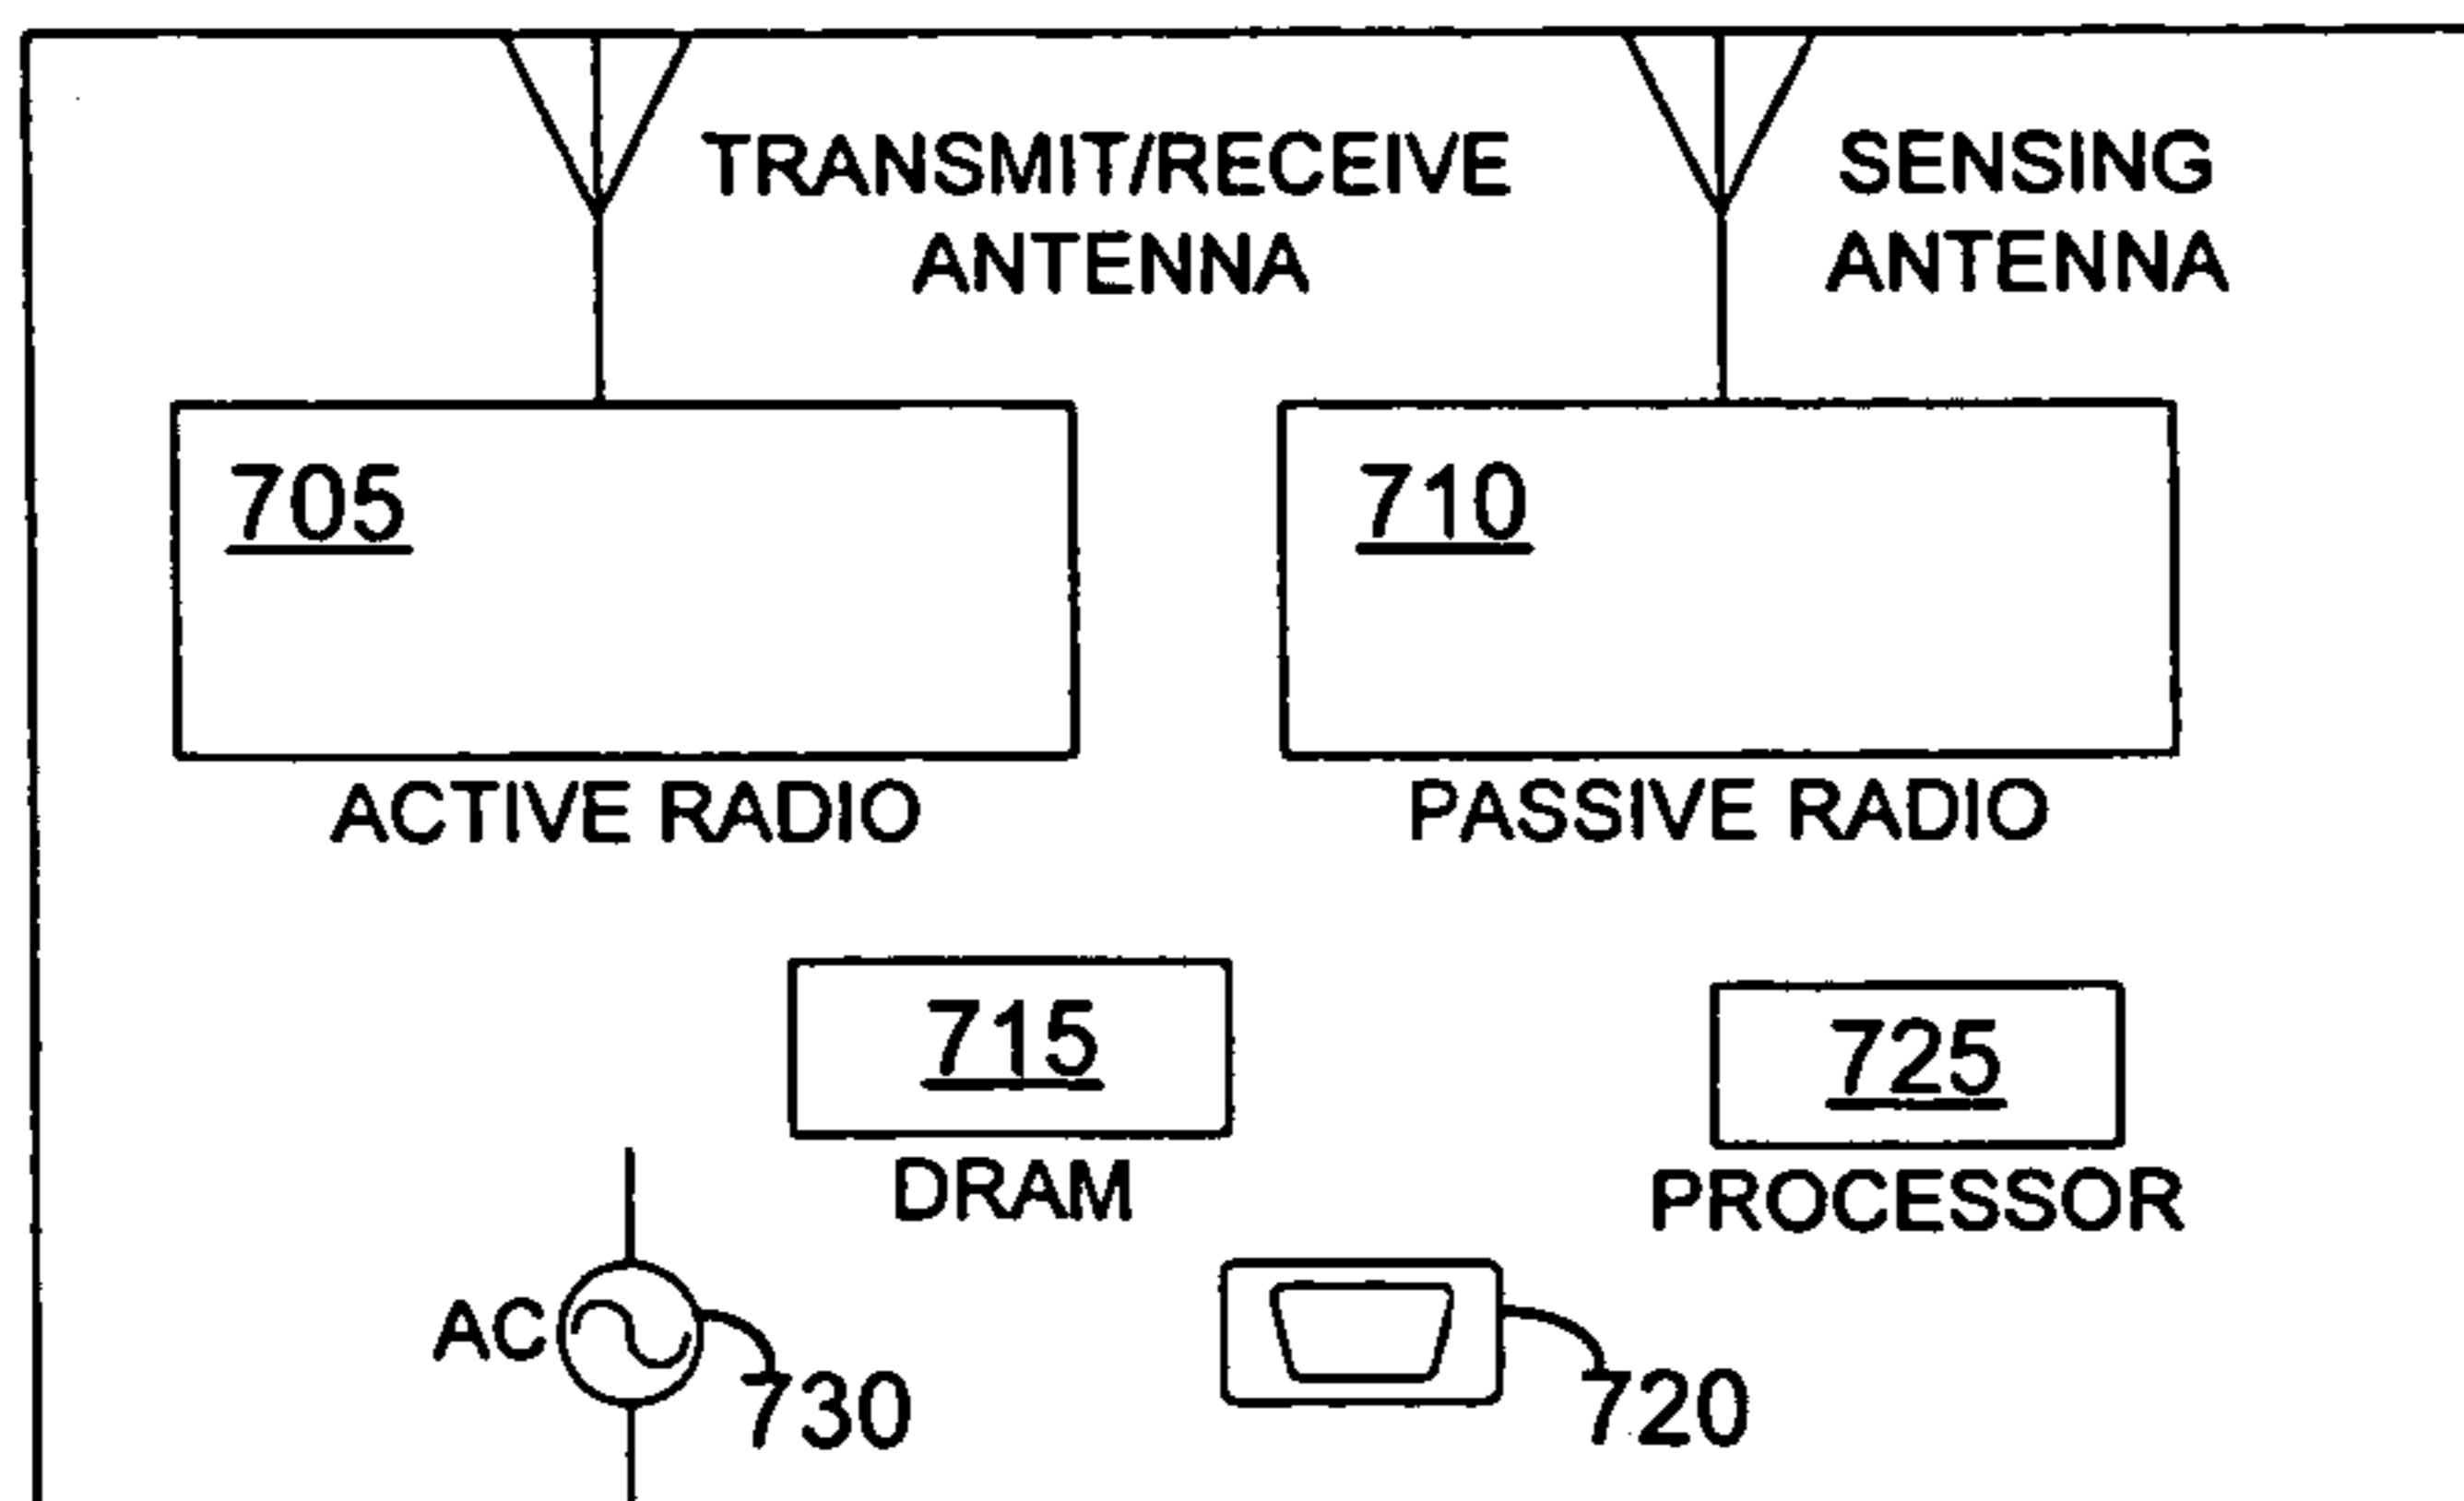 TRANSMIT/RECEIVE
ANTENNA
SENSING
ANTENNA
705
710
ACTIVE RADIO
PASSIVE RADIO
715
725
DRAM
PROCESSOR
AC
730
720